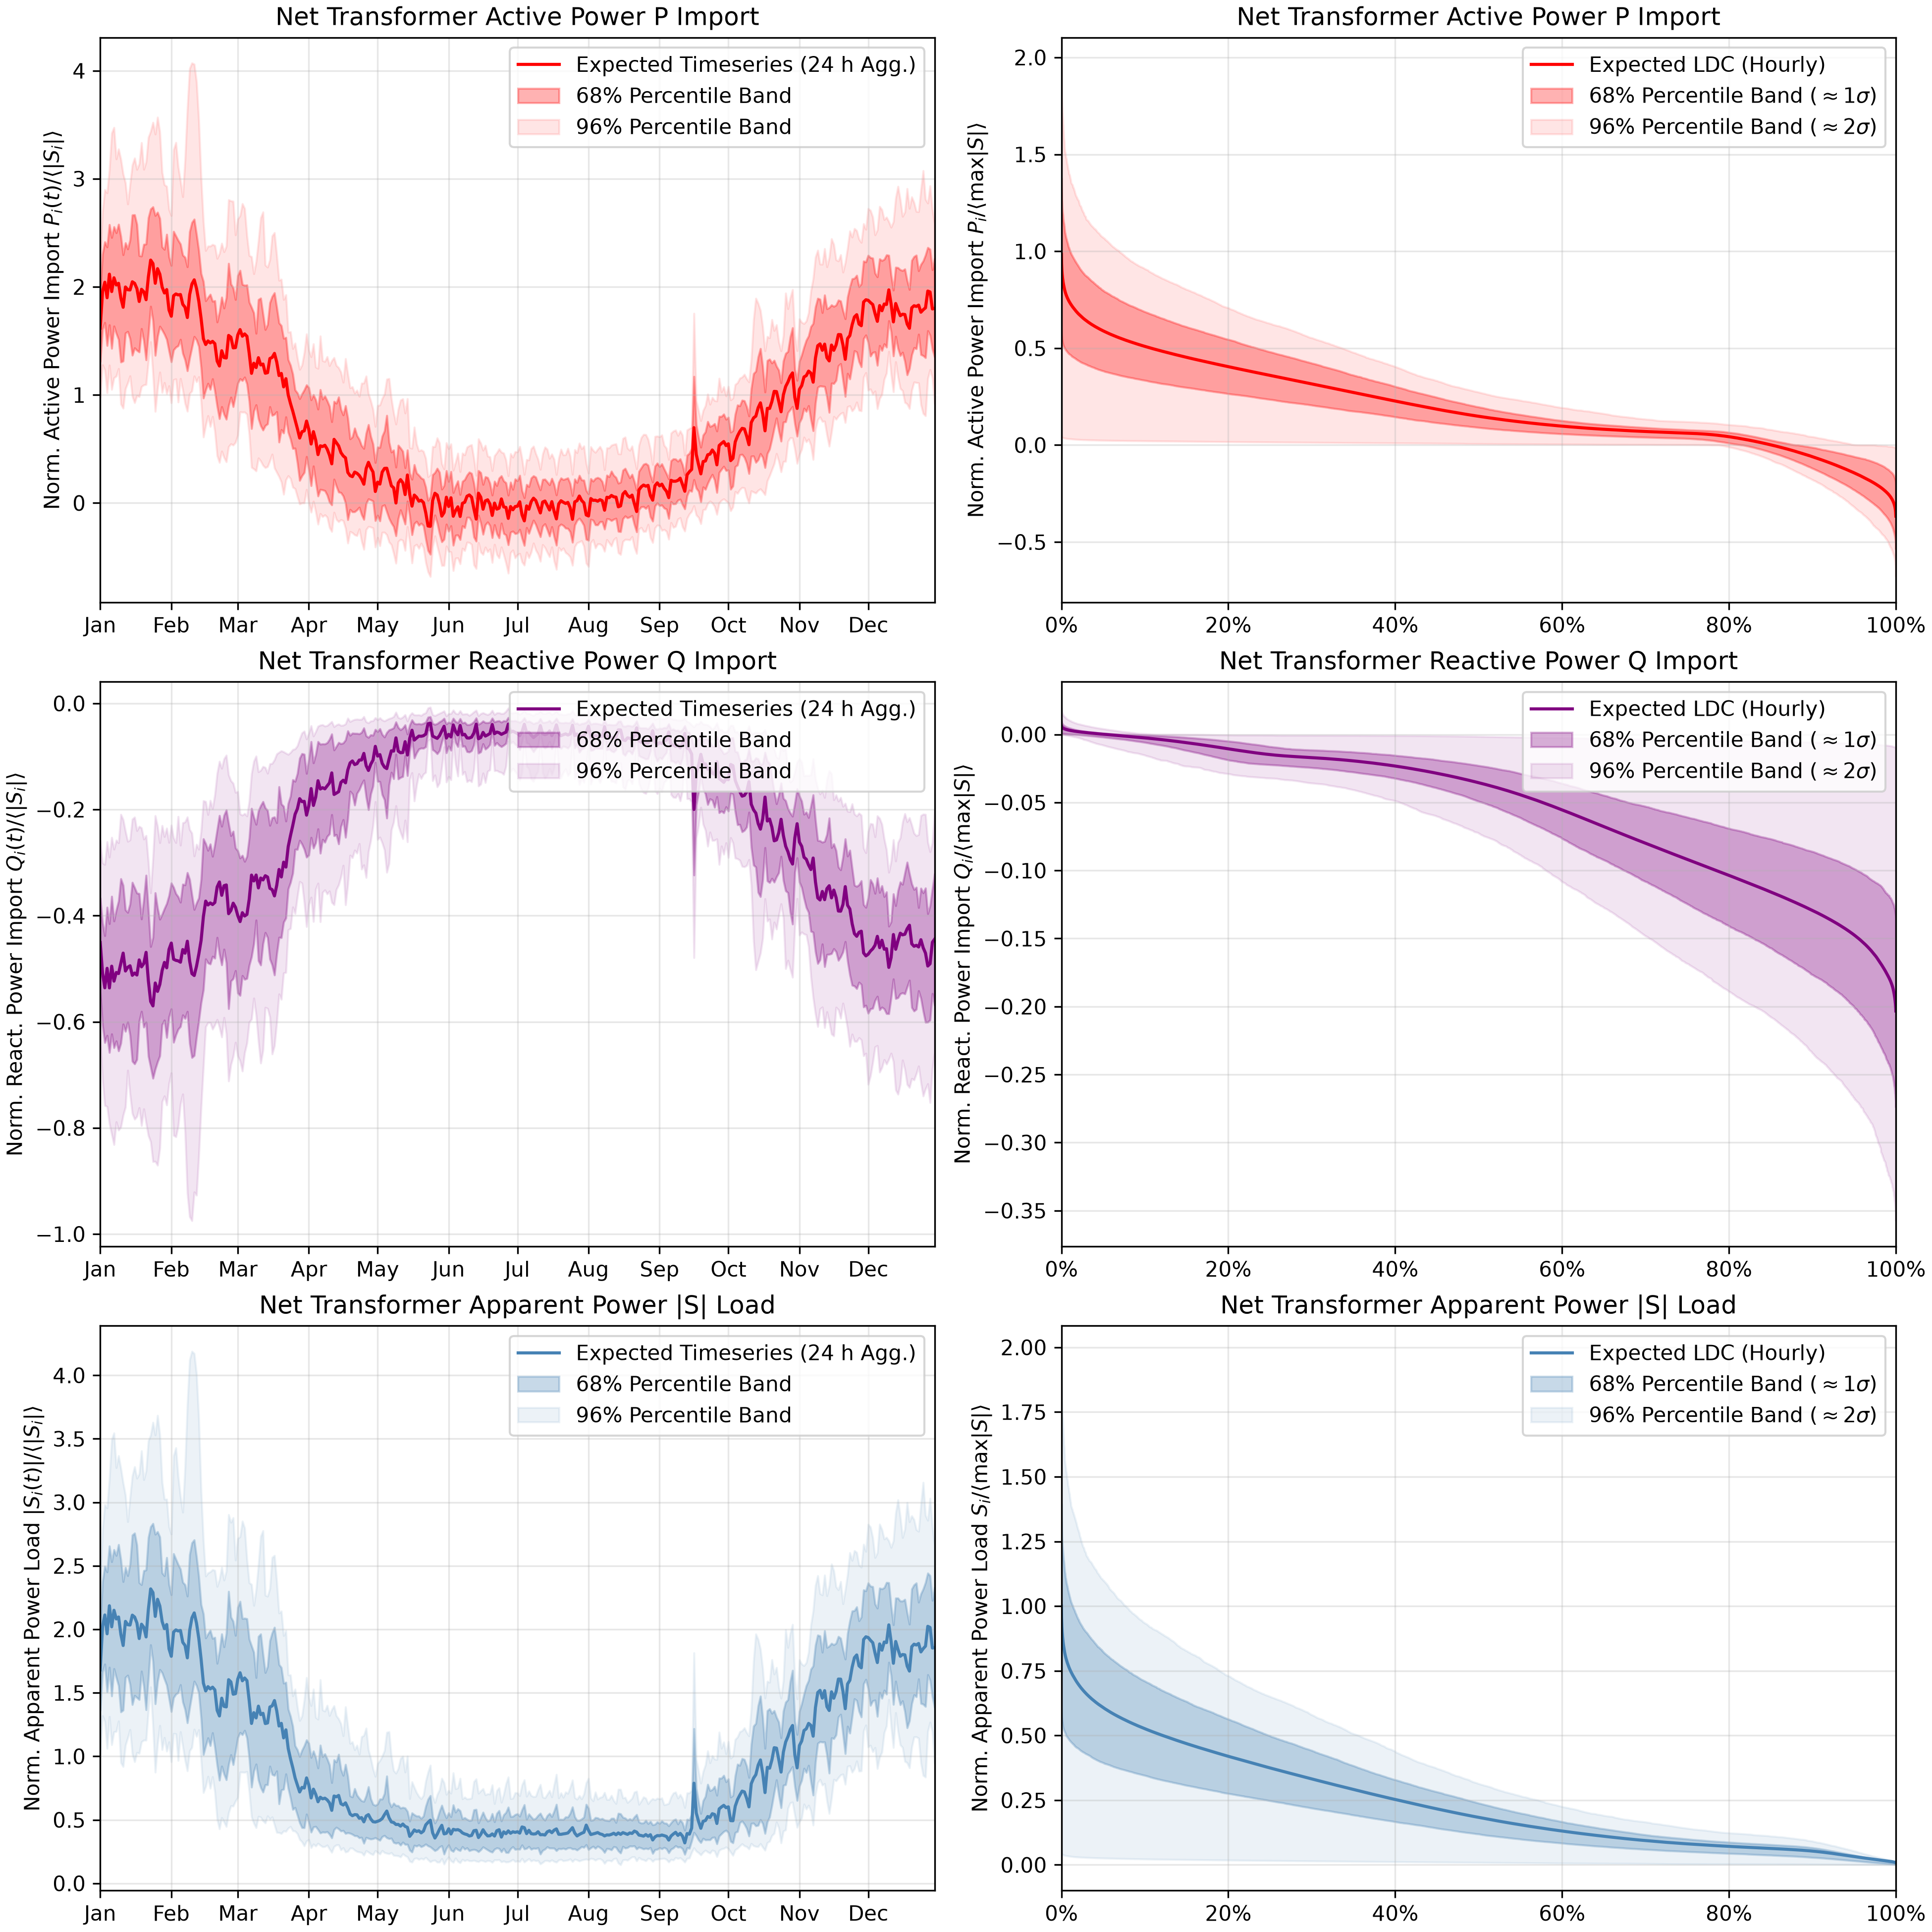 Net Transformer Active Power P Import
Norm. Active Power Import $P_i(t)/\langle|S_i|\rangle$
4
3
2
1
0
Expected Timeseries (24 h Agg.)
68% Percentile Band
96% Percentile Band
Jan Feb Mar Apr May Jun Jul Aug Sep Oct Nov Dec
Net Transformer Active Power P Import
Norm. Active Power Import $P_i/\langle\max|S|\rangle$
2.0
1.5
1.0
0.5
0.0
−0.5
Expected LDC (Hourly)
68% Percentile Band (≈1σ)
96% Percentile Band (≈2σ)
0% 20% 40% 60% 80% 100%
Net Transformer Reactive Power Q Import
Norm. React. Power Import $Q_i(t)/\langle|S_i|\rangle$
0.0
−0.2
−0.4
−0.6
−0.8
−1.0
Expected Timeseries (24 h Agg.)
68% Percentile Band
96% Percentile Band
Jan Feb Mar Apr May Jun Jul Aug Sep Oct Nov Dec
Net Transformer Reactive Power Q Import
Norm. React. Power Import $Q_i/\langle\max|S|\rangle$
0.00
−0.05
−0.10
−0.15
−0.20
−0.25
−0.30
−0.35
Expected LDC (Hourly)
68% Percentile Band (≈1σ)
96% Percentile Band (≈2σ)
0% 20% 40% 60% 80% 100%
Net Transformer Apparent Power |S| Load
Norm. Apparent Power Load $|S_i(t)|/\langle|S_i|\rangle$
4.0
3.5
3.0
2.5
2.0
1.5
1.0
0.5
0.0
Expected Timeseries (24 h Agg.)
68% Percentile Band
96% Percentile Band
Jan Feb Mar Apr May Jun Jul Aug Sep Oct Nov Dec
Net Transformer Apparent Power |S| Load
Norm. Apparent Power Load $S_i/\langle\max|S|\rangle$
2.00
1.75
1.50
1.25
1.00
0.75
0.50
0.25
0.00
Expected LDC (Hourly)
68% Percentile Band (≈1σ)
96% Percentile Band (≈2σ)
0% 20% 40% 60% 80% 100%